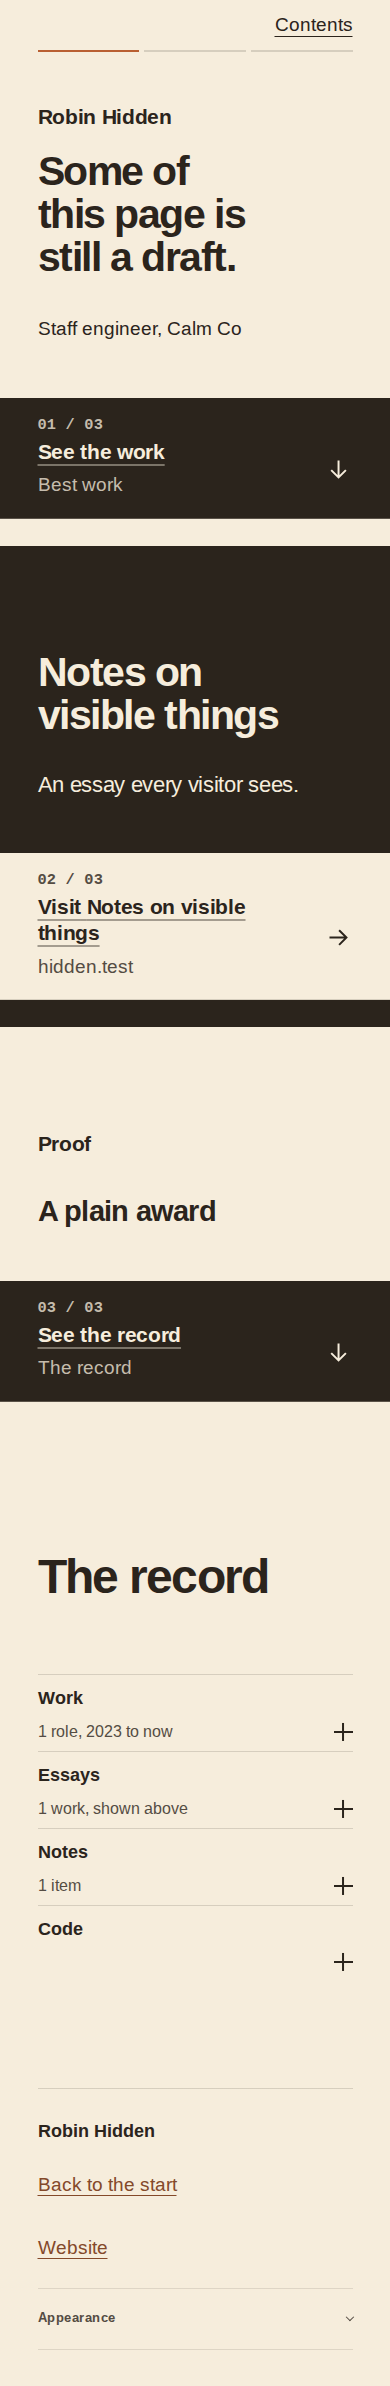 Contents
Robin Hidden
Some of
this page is
still a draft.
Staff engineer, Calm Co
01 / 03
See the work
Best work
Notes on
visible things
An essay every visitor sees.
02 / 03
Visit Notes on visible
things
hidden.test
Proof
A plain award
03 / 03
See the record
The record
The record
Work
1 role, 2023 to now
Essays
1 work, shown above
Notes
1 item
Code
Robin Hidden
Back to the start
Website
Appearance